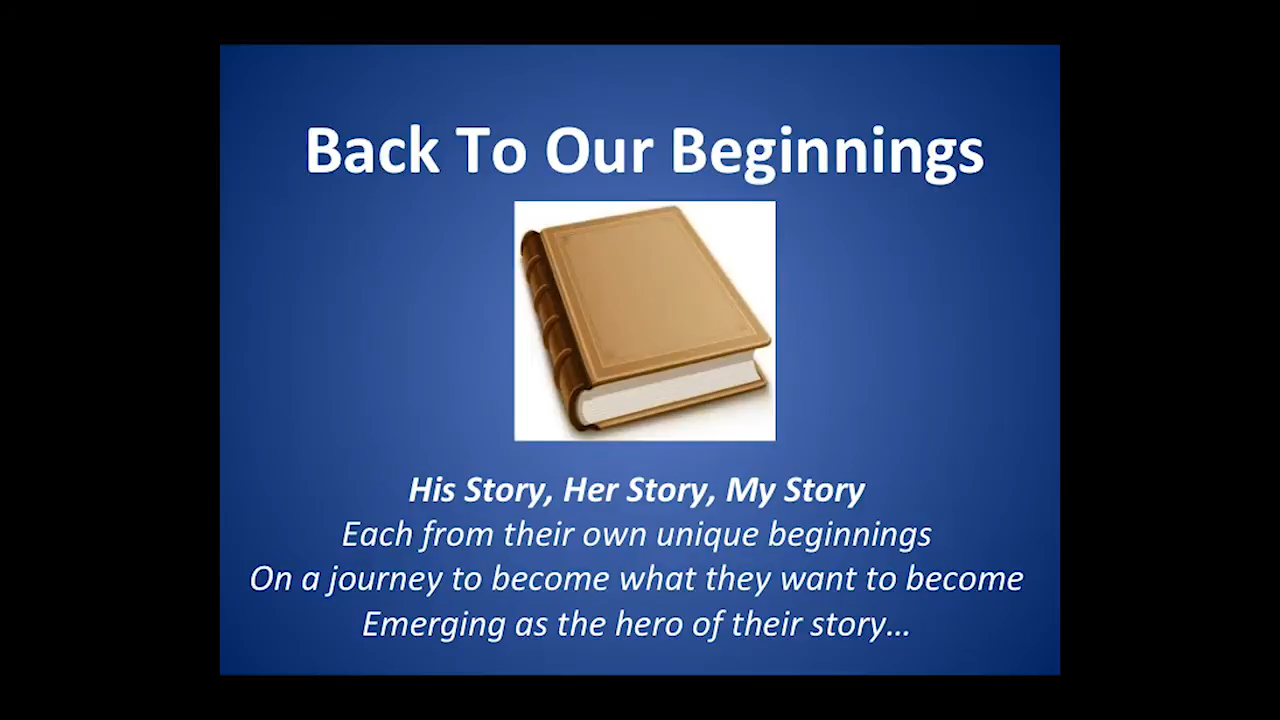 Back To Our Beginnings
His Story, Her Story, My Story
Each from their own unique beginnings
On a journey to become what they want to become
Emerging as the hero of their story…